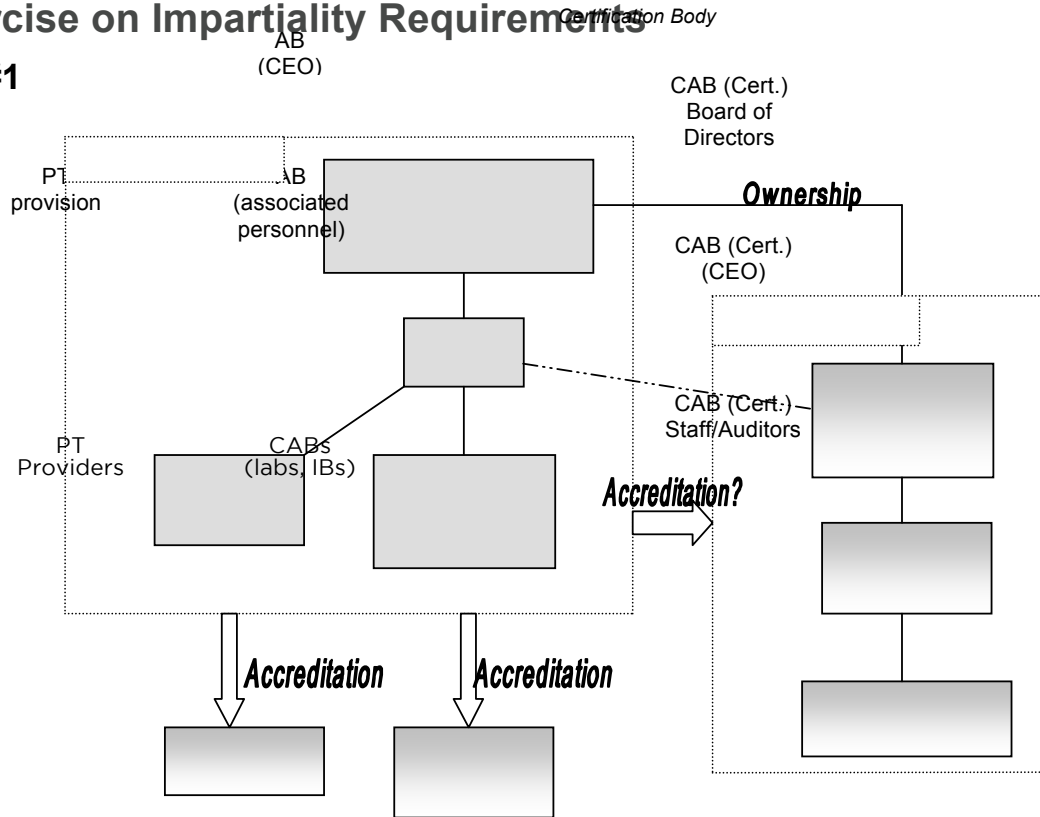 rcise on Impartiality Requirements
Certification Body
AB
(CEO)
#1
CAB (Cert.)
Board of
Directors
PT
provision
AB
(associated
personnel)
Ownership
CAB (Cert.)
(CEO)
CAB (Cert.)
Staff/Auditors
PT
Providers
CABs
(labs, IBs)
Accreditation?
Accreditation
Accreditation